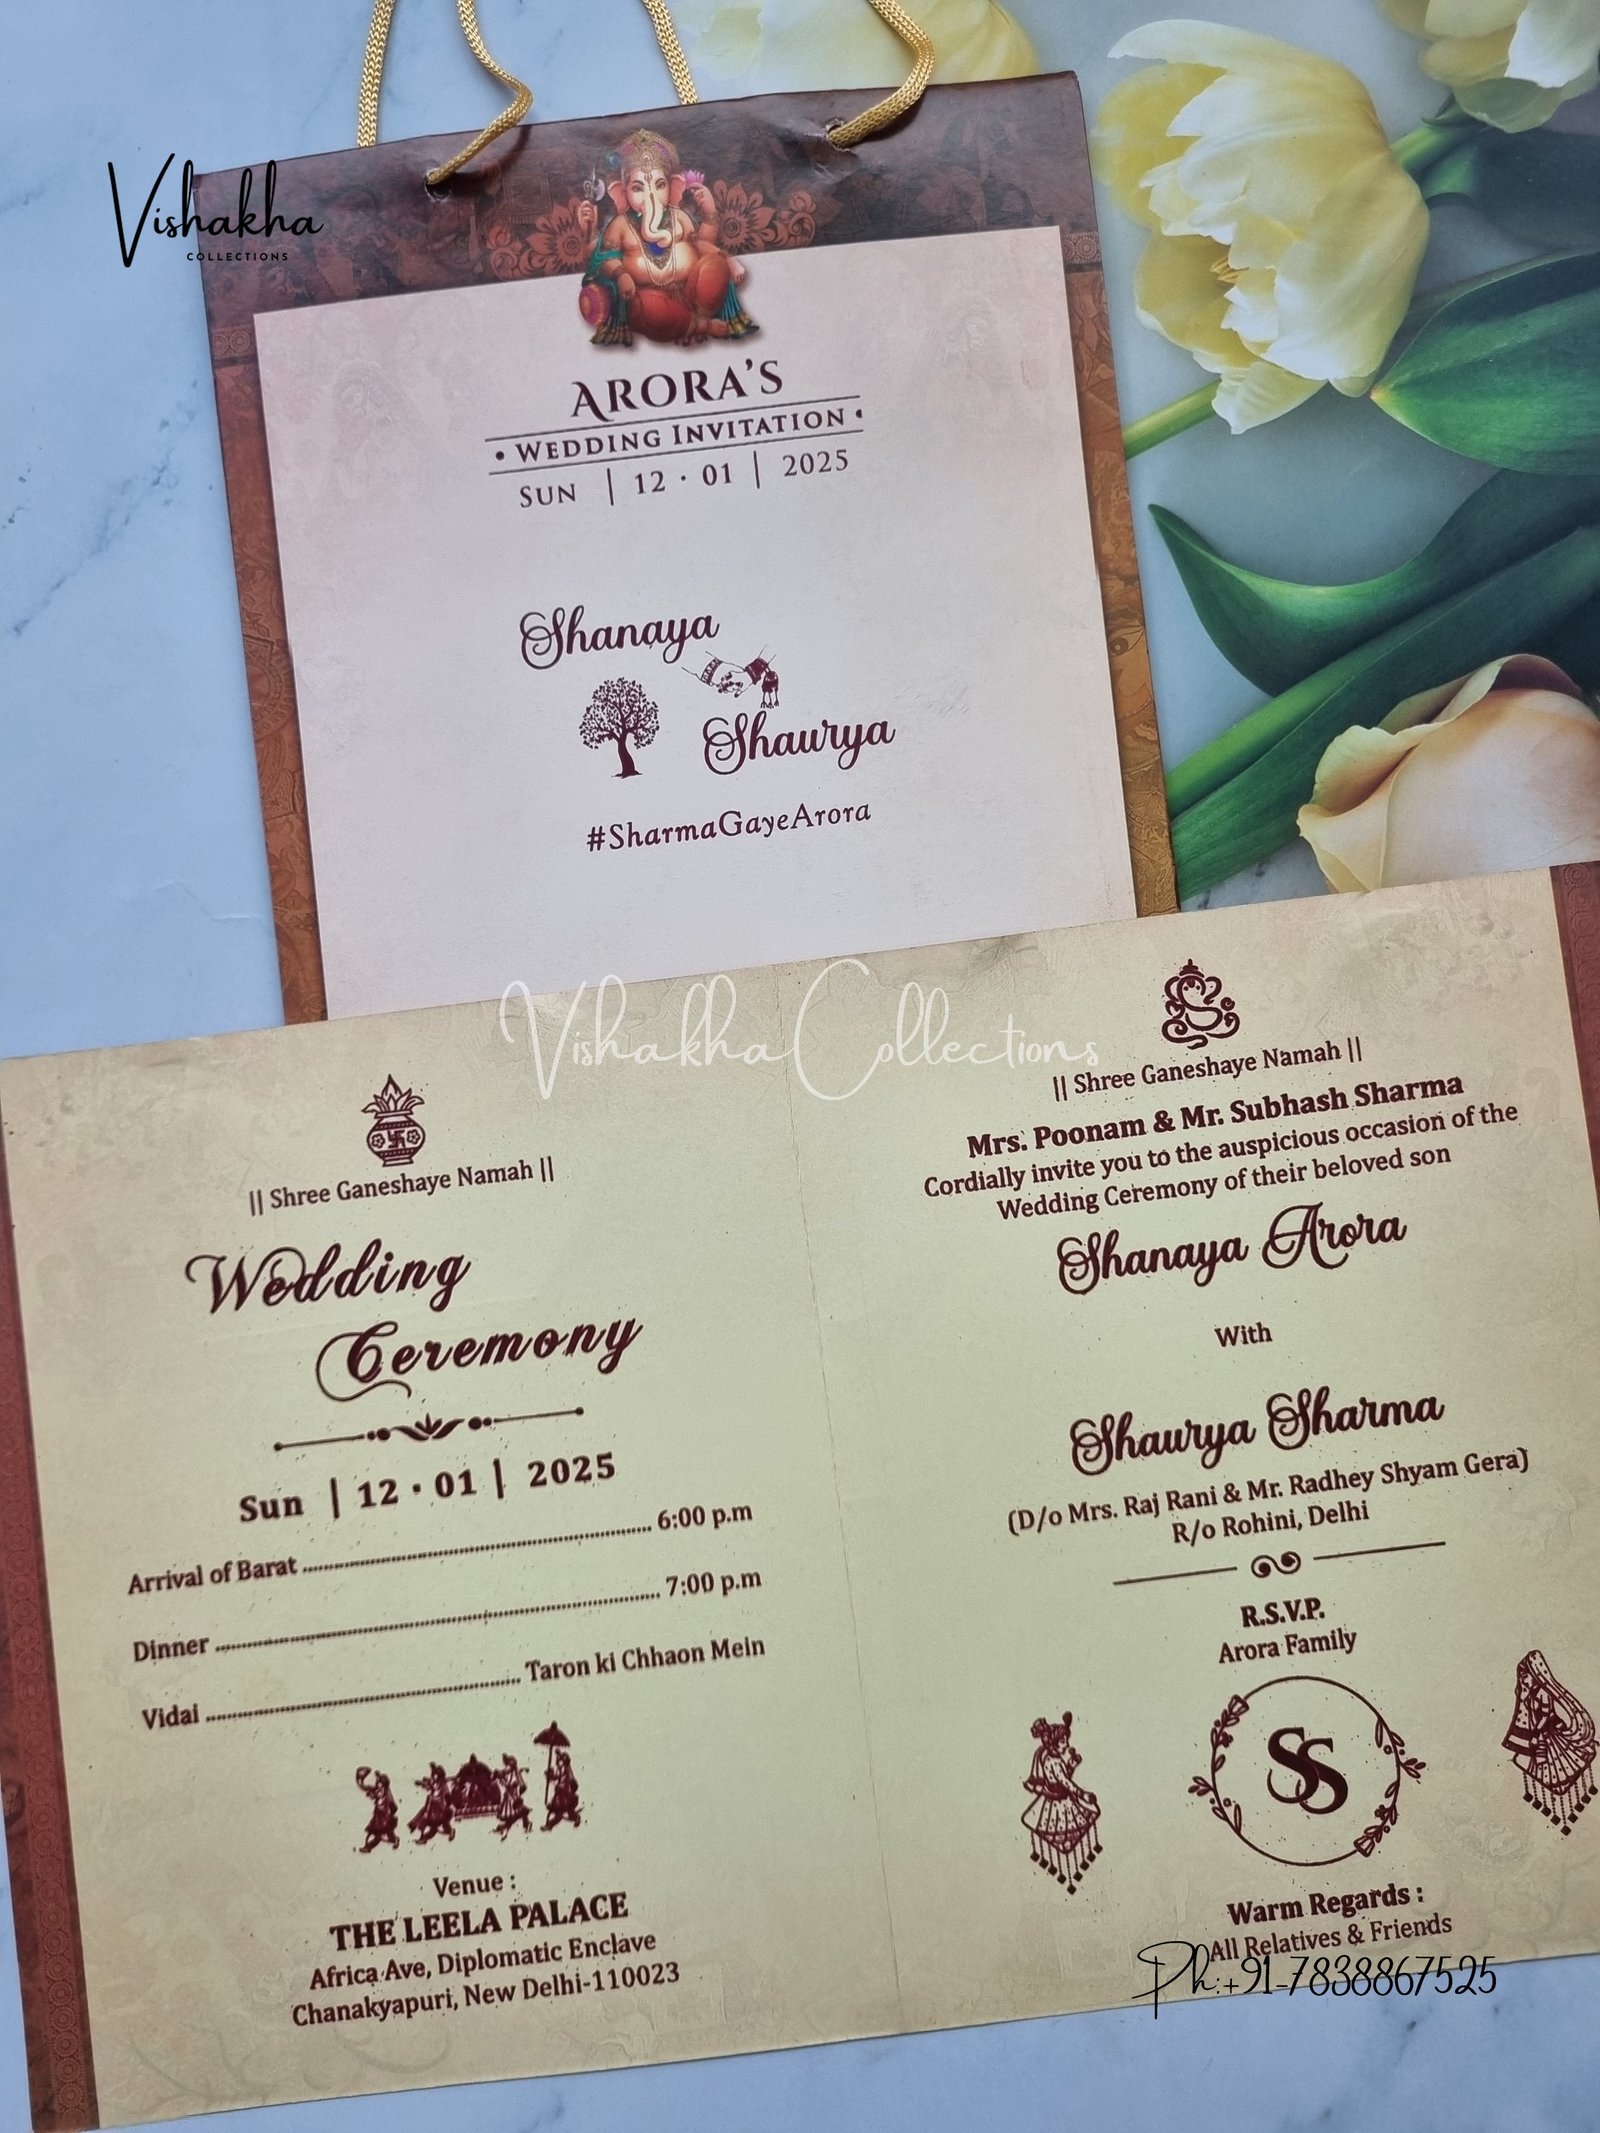 Vishakha
COLLECTIONS
ARORA'S
• WEDDING INVITATION •
SUN | 12 · 01 | 2025
Shanaya
Shaurya
#SharmaGayeArora
Vishakha Collections
|| Shree Ganeshaye Namah ||
Wedding
Ceremony
Sun | 12 · 01 | 2025
Arrival of Barat ........................ 6:00 p.m
Dinner ........................ 7:00 p.m
Vidai ........................ Taron ki Chhaon Mein
Venue :
THE LEELA PALACE
Africa Ave, Diplomatic Enclave
Chanakyapuri, New Delhi-110023
|| Shree Ganeshaye Namah ||
Mrs. Poonam & Mr. Subhash Sharma
Cordially invite you to the auspicious occasion of the
Wedding Ceremony of their beloved son
Shanaya Arora
With
Shaurya Sharma
(D/o Mrs. Raj Rani & Mr. Radhey Shyam Gera)
R/o Rohini, Delhi
R.S.V.P.
Arora Family
SS
Warm Regards :
All Relatives & Friends
Ph:+91-7838867525